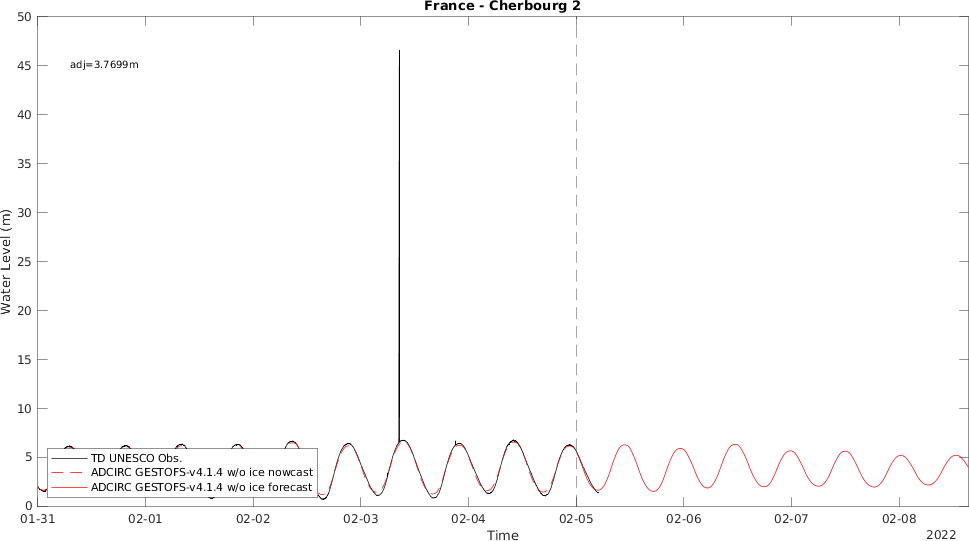 France - Cherbourg 2
50
45
40
35
30
25
20
15
10
5
0
Water Level (m)
adj=3.7699m
TD UNESCO Obs.
ADCIRC GESTOFS-v4.1.4 w/o ice nowcast
ADCIRC GESTOFS-v4.1.4 w/o ice forecast
01-31 02-01 02-02 02-03 02-04 02-05 02-06 02-07 02-08
Time
2022